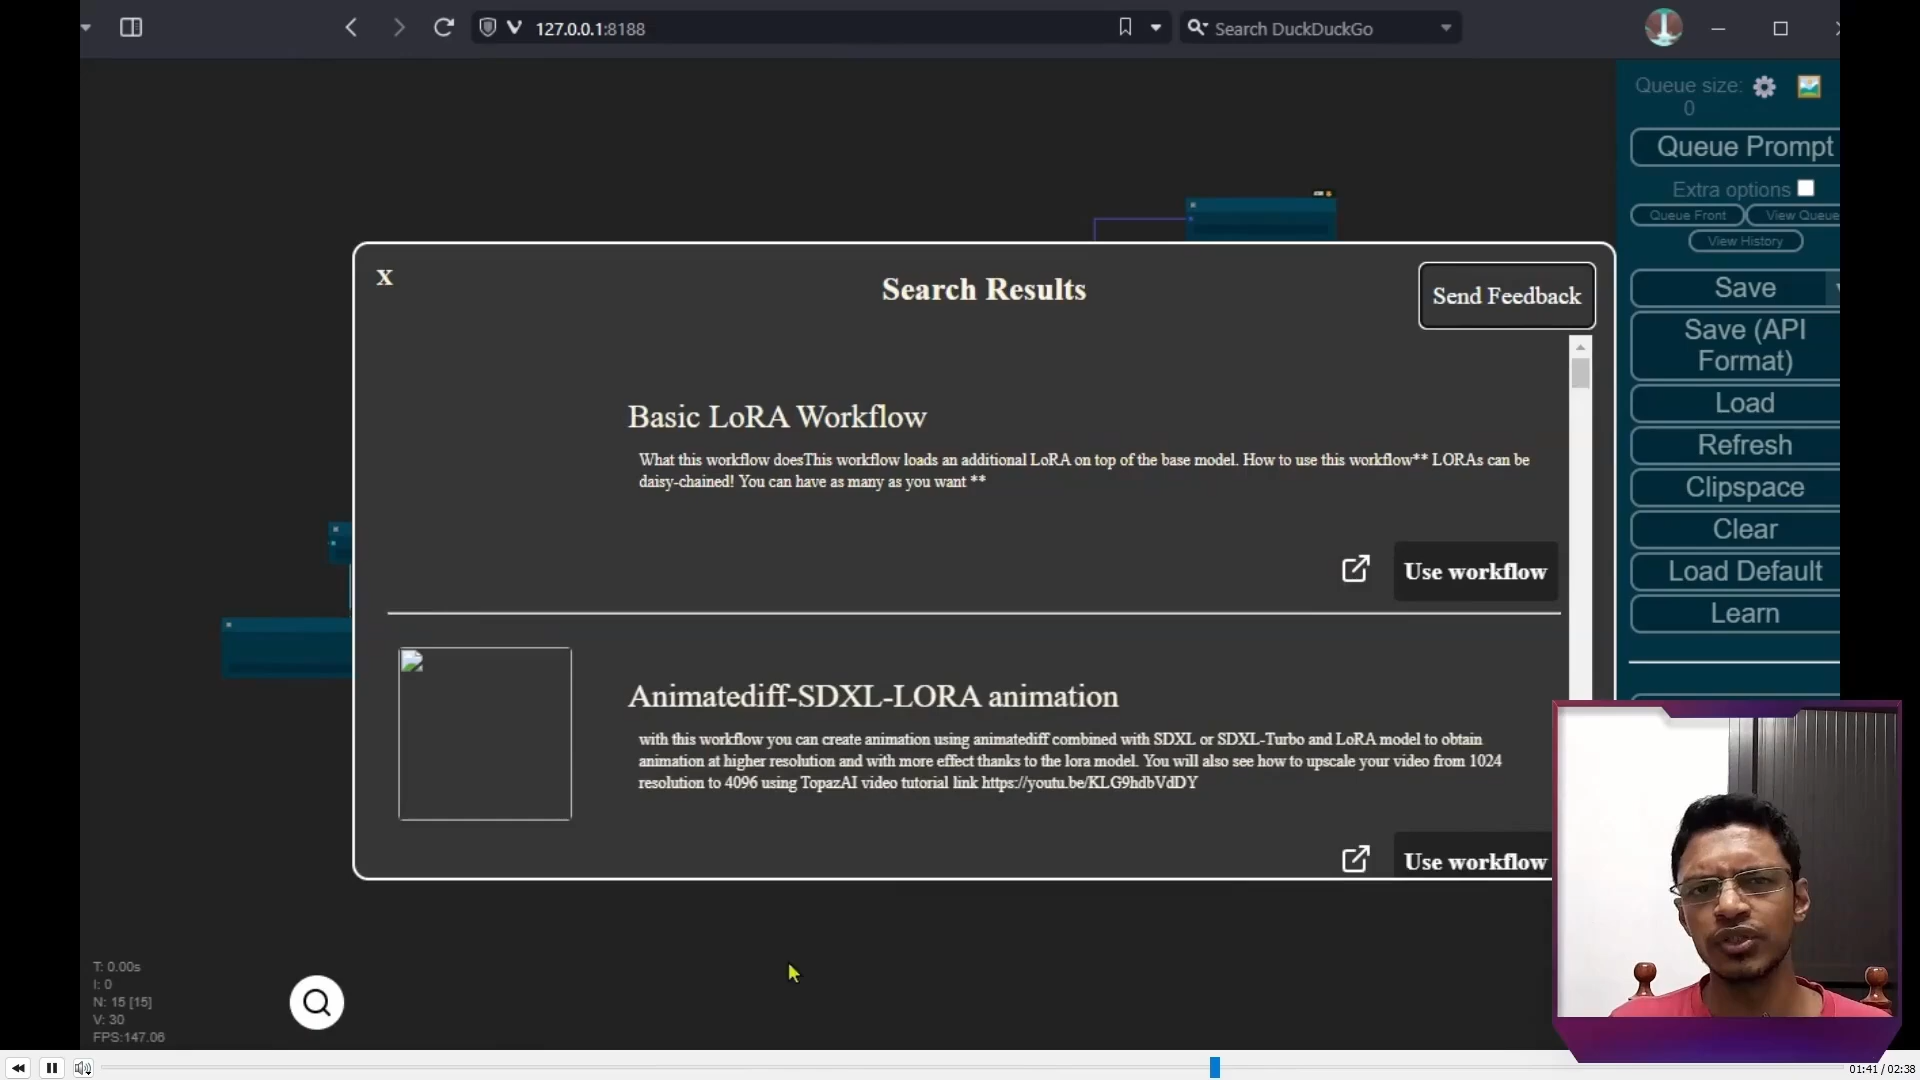 127.0.0.1:8188
Search DuckDuckGo
Queue size:
0
Queue Prompt
Extra options
Queue Front
View Queue
View History
X
Search Results
Send Feedback
Save
Save (API
Format)
Load
Refresh
Clipspace
Clear
Load Default
Learn
Basic LoRA Workflow
What this workflow doesThis workflow loads an additional LoRA on top of the base model. How to use this workflow** LORAs can be
daisy-chained! You can have as many as you want **
Use workflow
Animatediff-SDXL-LORA animation
with this workflow you can create animation using animatediff combined with SDXL or SDXL-Turbo and LoRA model to obtain
animation at higher resolution and with more effect thanks to the lora model. You will also see how to upscale your video from 1024
resolution to 4096 using TopazAI video tutorial link https://youtu.be/KLG9hdbVdDY
Use workflow
T: 0.00s
I: 0
N: 15 [15]
V: 30
FPS:147.06
01:41 / 02:38